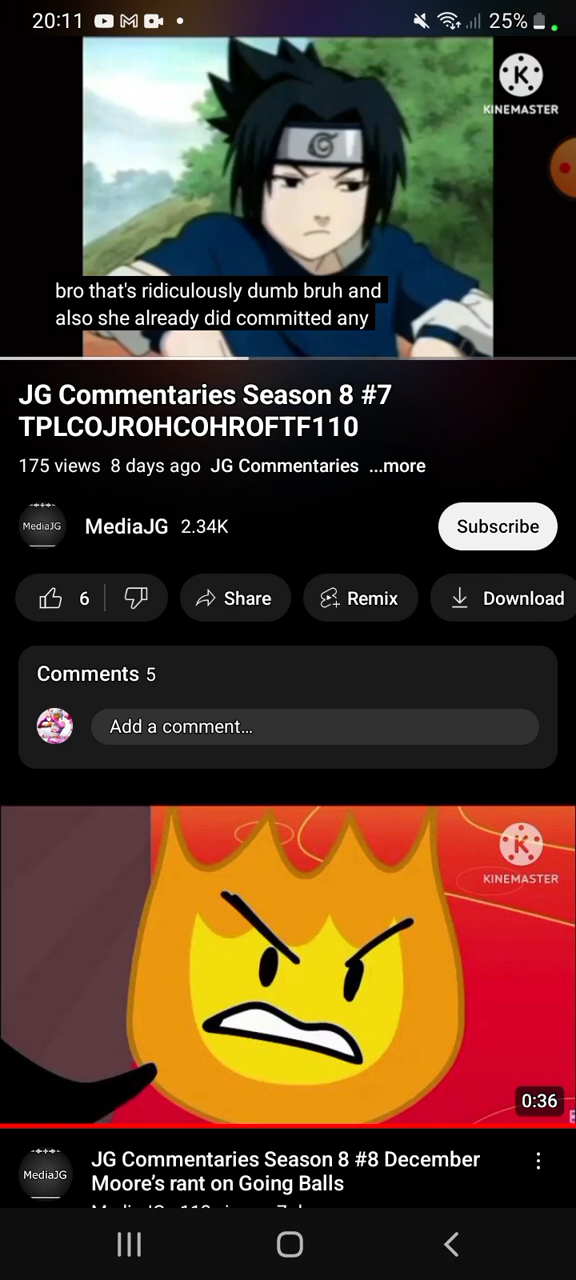 20:11
25%
KINEMASTER
bro that's ridiculously dumb bruh and
also she already did committed any
JG Commentaries Season 8 #7
TPLCOJROHCOHROFTF110
175 views 8 days ago JG Commentaries ...more
MediaJG
MediaJG 2.34K
Subscribe
6
Share
Remix
Download
Comments 5
Add a comment...
KINEMASTER
0:36
MediaJG
JG Commentaries Season 8 #8 December
Moore’s rant on Going Balls